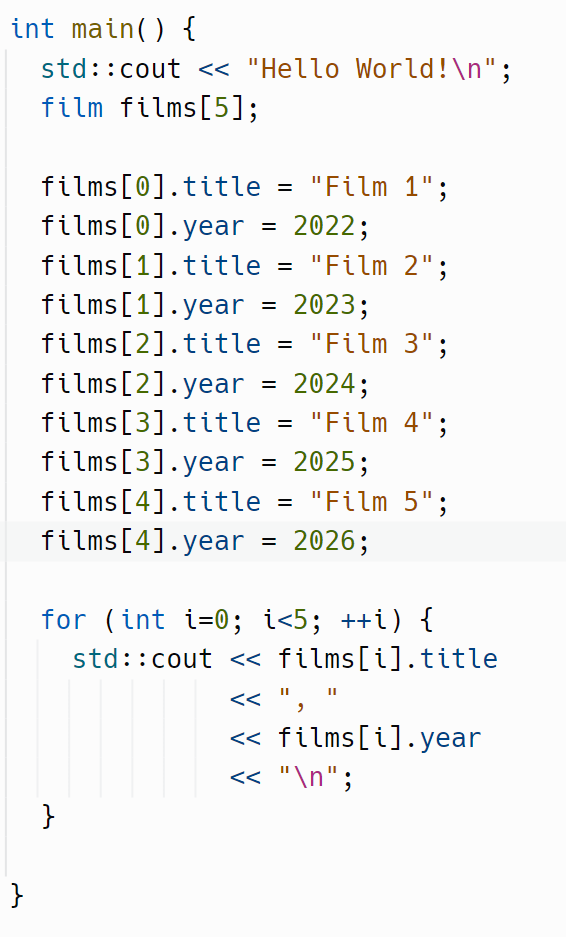 int main() {
  std::cout << "Hello World!\n";
  film films[5];

  films[0].title = "Film 1";
  films[0].year = 2022;
  films[1].title = "Film 2";
  films[1].year = 2023;
  films[2].title = "Film 3";
  films[2].year = 2024;
  films[3].title = "Film 4";
  films[3].year = 2025;
  films[4].title = "Film 5";
  films[4].year = 2026;

  for (int i=0; i<5; ++i) {
    std::cout << films[i].title
              << ", "
              << films[i].year
              << "\n";
  }

}